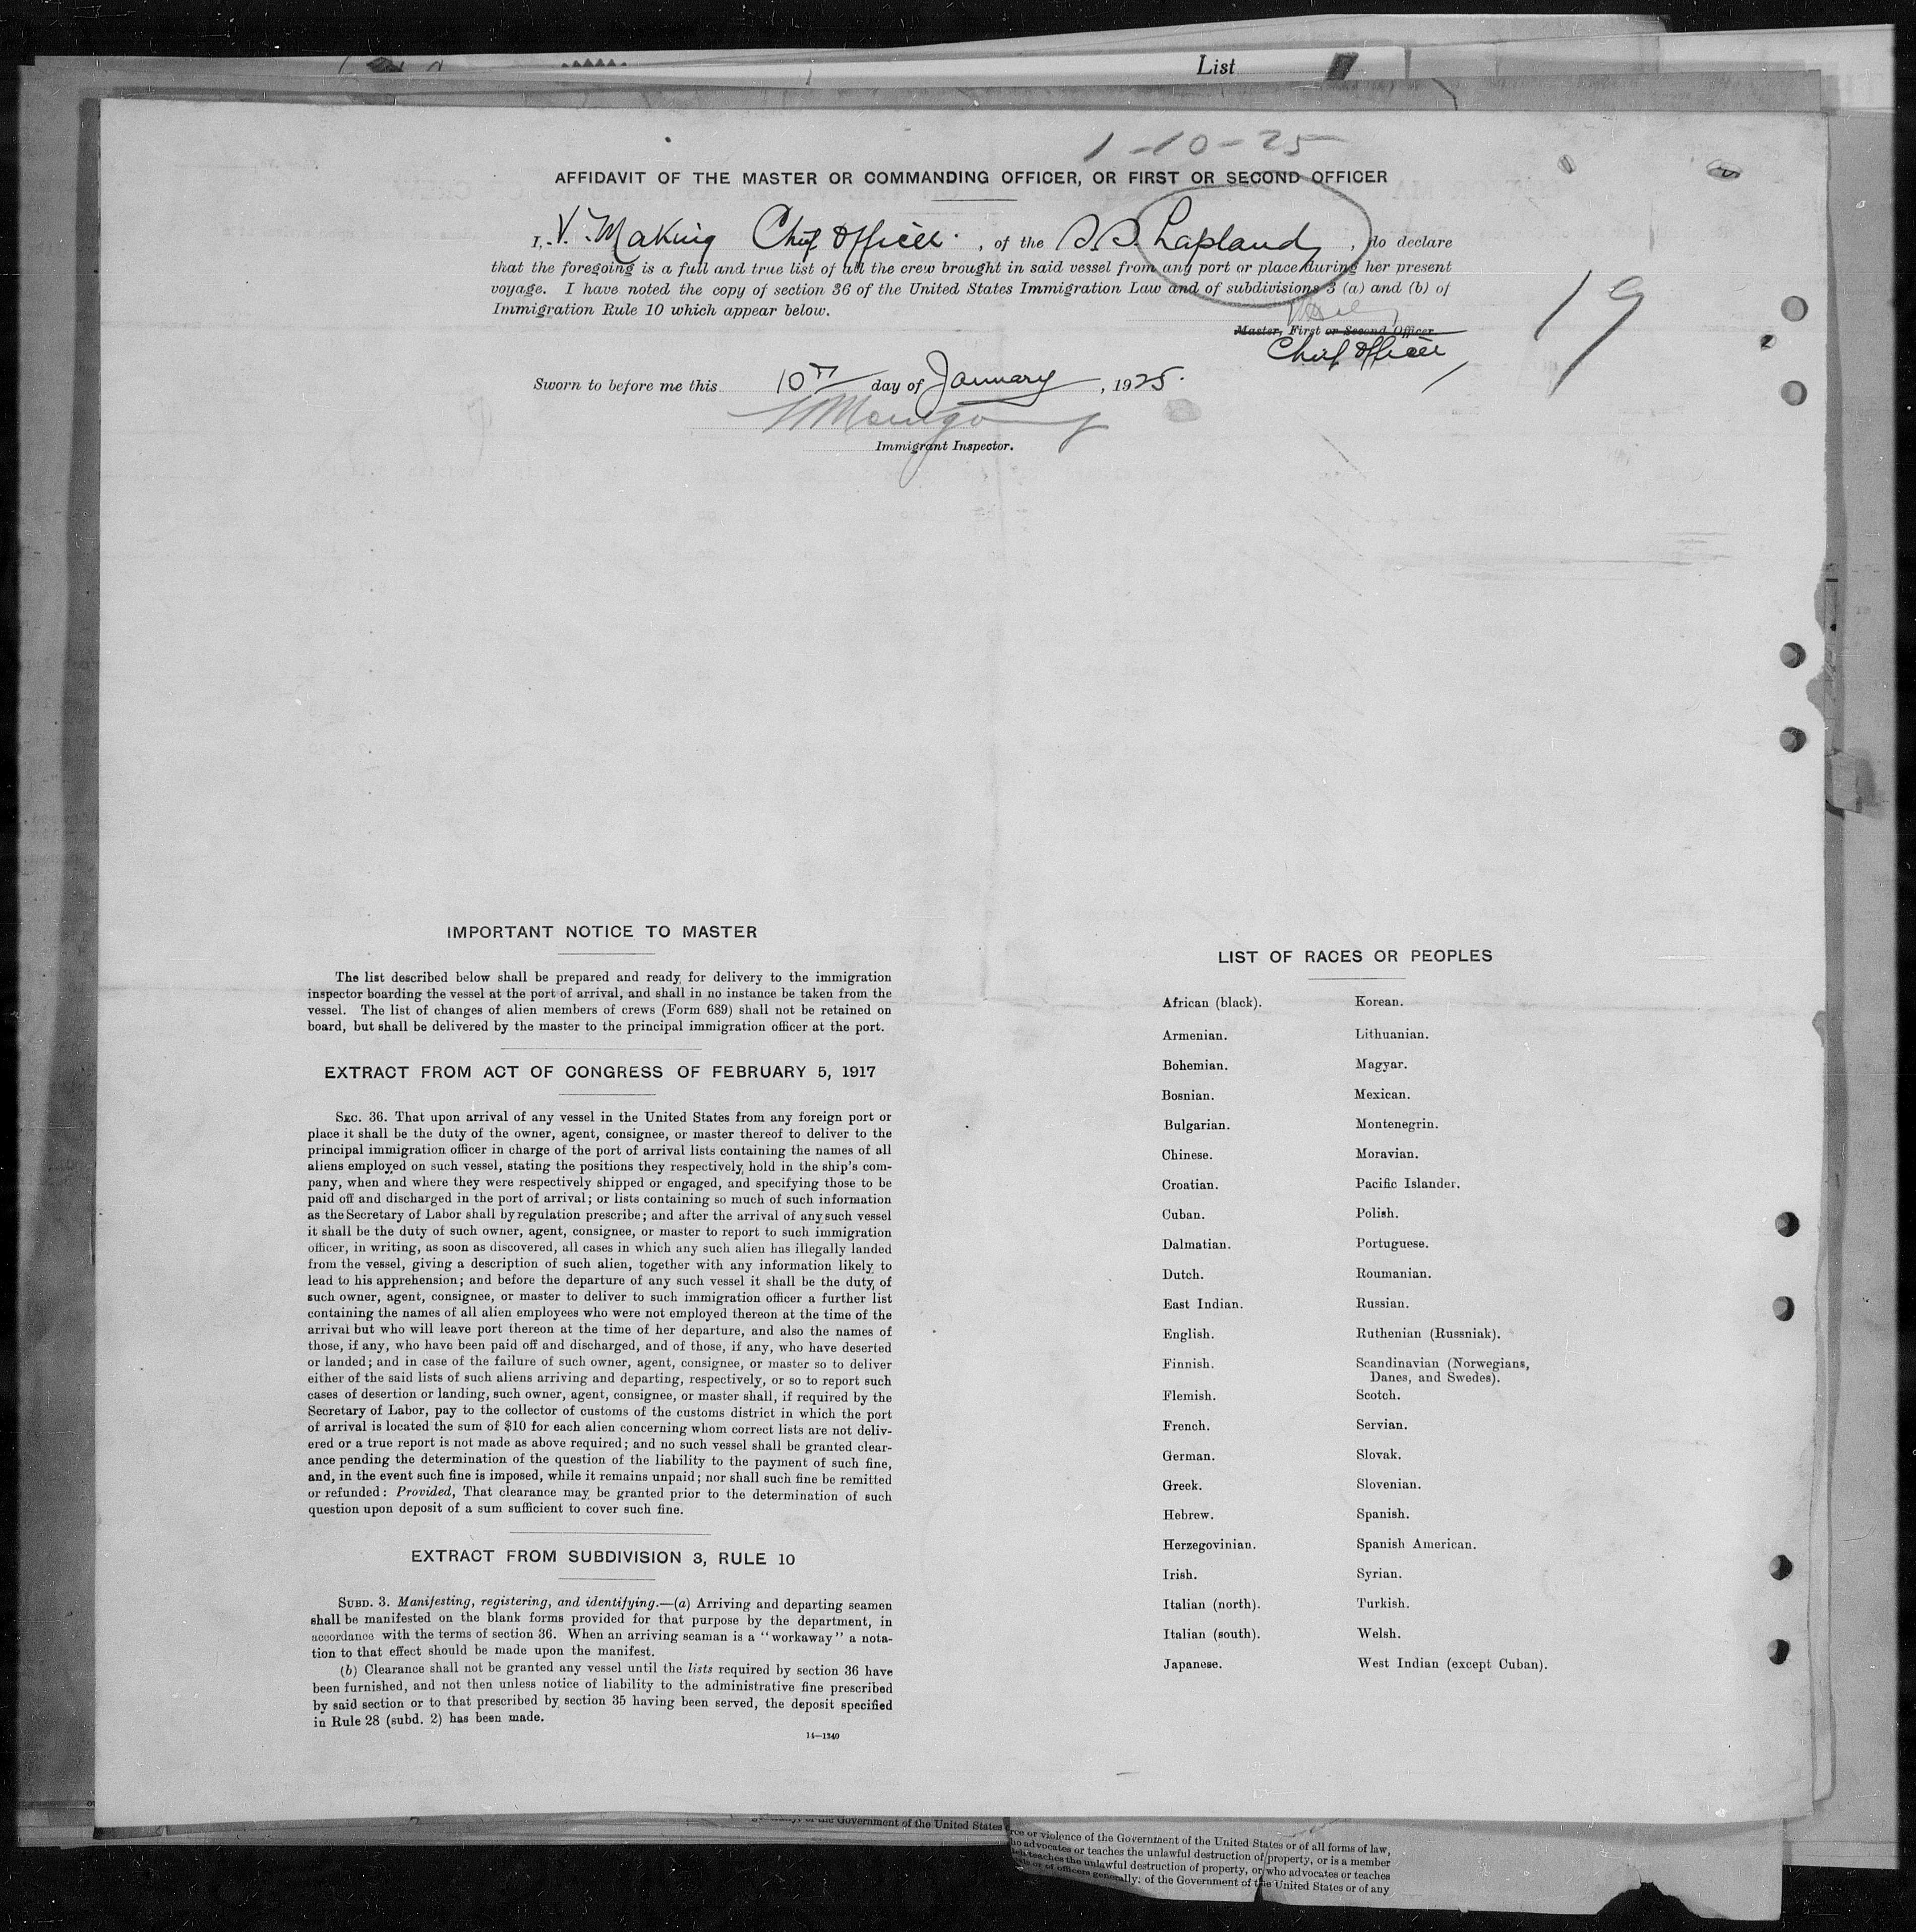 List
1-10-25
AFFIDAVIT OF THE MASTER OR COMMANDING OFFICER, OR FIRST OR SECOND OFFICER
I, V. Making Chief Officer. , of the S.S. Lapland , do declare
that the foregoing is a full and true list of all the crew brought in said vessel from any port or place during her present
voyage. I have noted the copy of section 36 of the United States Immigration Law and of subdivisions 3 (a) and (b) of
Immigration Rule 10 which appear below.
19
Master, First or Second Officer.
Chief Officer
Sworn to before me this 10th day of January , 1925.
Immigrant Inspector.
IMPORTANT NOTICE TO MASTER
The list described below shall be prepared and ready for delivery to the immigration
inspector boarding the vessel at the port of arrival, and shall in no instance be taken from the
vessel. The list of changes of alien members of crews (Form 689) shall not be retained on
board, but shall be delivered by the master to the principal immigration officer at the port.
EXTRACT FROM ACT OF CONGRESS OF FEBRUARY 5, 1917
SEC. 36. That upon arrival of any vessel in the United States from any foreign port or
place it shall be the duty of the owner, agent, consignee, or master thereof to deliver to the
principal immigration officer in charge of the port of arrival lists containing the names of all
aliens employed on such vessel, stating the positions they respectively hold in the ship's com-
pany, when and where they were respectively shipped or engaged, and specifying those to be
paid off and discharged in the port of arrival; or lists containing so much of such information
as the Secretary of Labor shall by regulation prescribe; and after the arrival of any such vessel
it shall be the duty of such owner, agent, consignee, or master to report to such immigration
officer, in writing, as soon as discovered, all cases in which any such alien has illegally landed
from the vessel, giving a description of such alien, together with any information likely to
lead to his apprehension; and before the departure of any such vessel it shall be the duty of
such owner, agent, consignee, or master to deliver to such immigration officer a further list
containing the names of all alien employees who were not employed thereon at the time of the
arrival but who will leave port thereon at the time of her departure, and also the names of
those, if any, who have been paid off and discharged, and of those, if any, who have deserted
or landed; and in case of the failure of such owner, agent, consignee, or master so to deliver
either of the said lists of such aliens arriving and departing, respectively, or so to report such
cases of desertion or landing, such owner, agent, consignee, or master shall, if required by the
Secretary of Labor, pay to the collector of customs of the customs district in which the port
of arrival is located the sum of $10 for each alien concerning whom correct lists are not deliv-
ered or a true report is not made as above required; and no such vessel shall be granted clear-
ance pending the determination of the question of the liability to the payment of such fine,
and, in the event such fine is imposed, while it remains unpaid; nor shall such fine be remitted
or refunded: Provided, That clearance may be granted prior to the determination of such
question upon deposit of a sum sufficient to cover such fine.
EXTRACT FROM SUBDIVISION 3, RULE 10
SUBD. 3. Manifesting, registering, and identifying.—(a) Arriving and departing seamen
shall be manifested on the blank forms provided for that purpose by the department, in
accordance with the terms of section 36. When an arriving seaman is a "workaway" a nota-
tion to that effect should be made upon the manifest.
(b) Clearance shall not be granted any vessel until the lists required by section 36 have
been furnished, and not then unless notice of liability to the administrative fine prescribed
by said section or to that prescribed by section 35 having been served, the deposit specified
in Rule 28 (subd. 2) has been made.
14—1240
LIST OF RACES OR PEOPLES
African (black).
Armenian.
Bohemian.
Bosnian.
Bulgarian.
Chinese.
Croatian.
Cuban.
Dalmatian.
Dutch.
East Indian.
English.
Finnish.
Flemish.
French.
German.
Greek.
Hebrew.
Herzegovinian.
Irish.
Italian (north).
Italian (south).
Japanese.
Korean.
Lithuanian.
Magyar.
Mexican.
Montenegrin.
Moravian.
Pacific Islander.
Polish.
Portuguese.
Roumanian.
Russian.
Ruthenian (Russniak).
Scandinavian (Norwegians,
Danes, and Swedes).
Scotch.
Servian.
Slovak.
Slovenian.
Spanish.
Spanish American.
Syrian.
Turkish.
Welsh.
West Indian (except Cuban).
of the Government of the United States
or violence of the Government of the United States or of all forms of law,
advocates or teaches the unlawful destruction of property, or is a member
teaches the unlawful destruction of property, or who advocates or teaches
or of officers generally, of the Government of the United States or of any